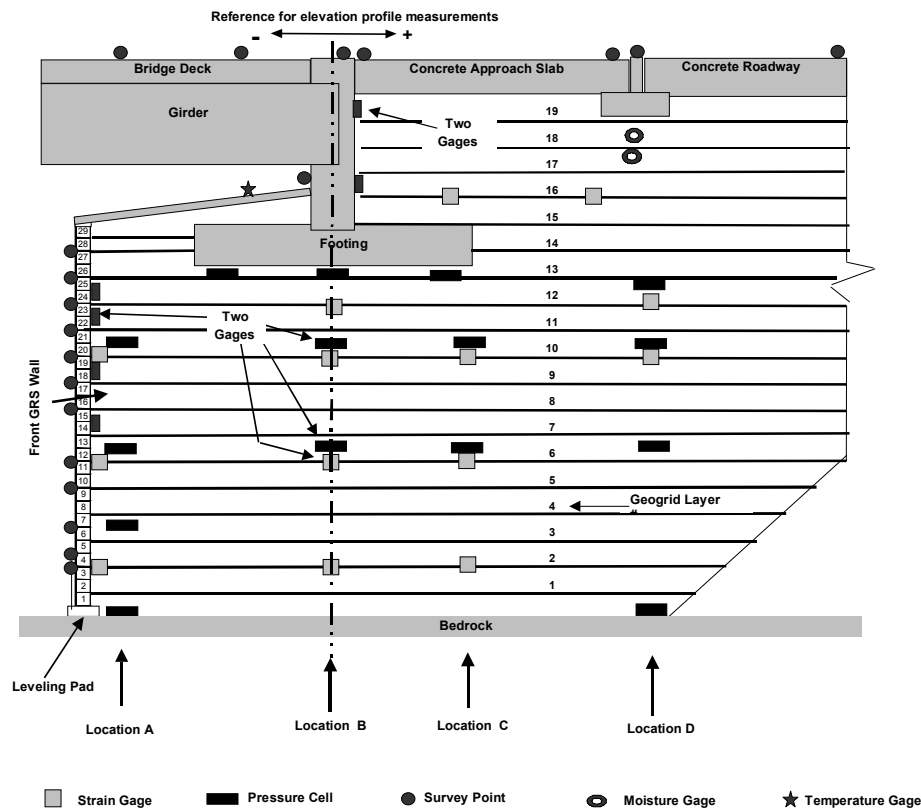 Reference for elevation profile measurements
- +
Bridge Deck
Concrete Approach Slab
Concrete Roadway
Girder
Two
Gages
19
18
17
16
15
Footing
14
13
12
11
10
9
8
7
6
5
4
Geogrid Layer
3
2
1
29
28
27
26
25
24
23
22
21
20
19
18
17
16
15
14
13
12
11
10
9
8
7
6
5
4
3
2
1
Two
Gages
Front GRS Wall
Bedrock
Leveling Pad
Location A
Location B
Location C
Location D
Strain Gage
Pressure Cell
Survey Point
Moisture Gage
Temperature Gage